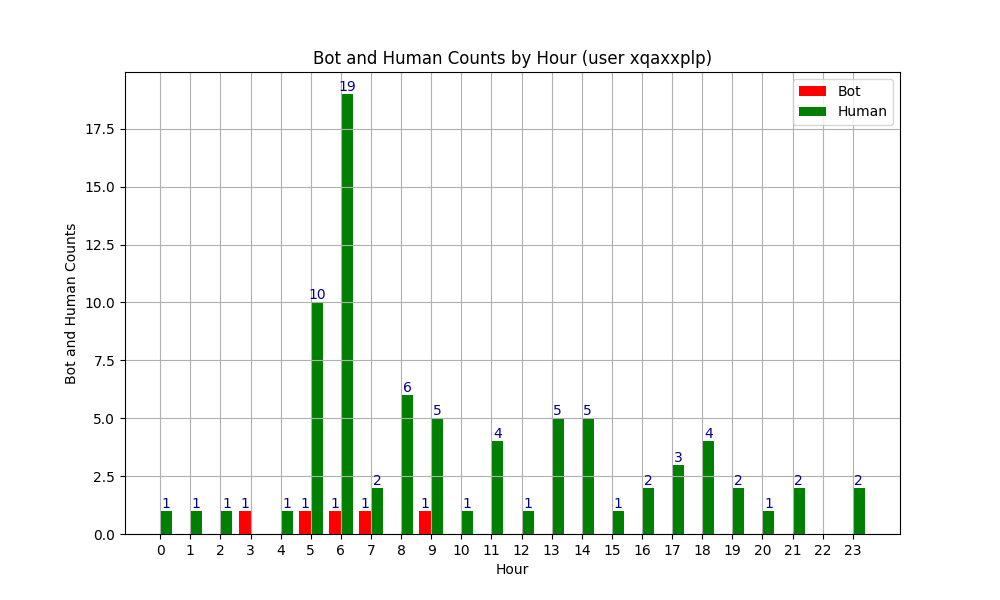 Bot and Human Counts by Hour (user xqaxxplp)
Bot
Human
Bot and Human Counts
17.5
15.0
12.5
10.0
7.5
5.0
2.5
0.0
1 1 1 1 1 1 10 1 19 1 2 6 1 5 1 4 1 5 5 1 2 3 4 2 1 2 2
0 1 2 3 4 5 6 7 8 9 10 11 12 13 14 15 16 17 18 19 20 21 22 23
Hour